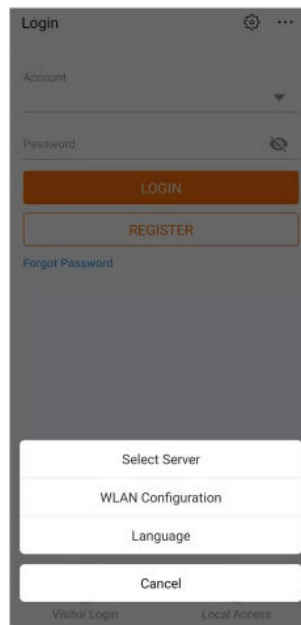 Login
Account
Password
LOGIN
REGISTER
Forgot Password
Select Server
WLAN Configuration
Language
Cancel
Visitor Login Local Access